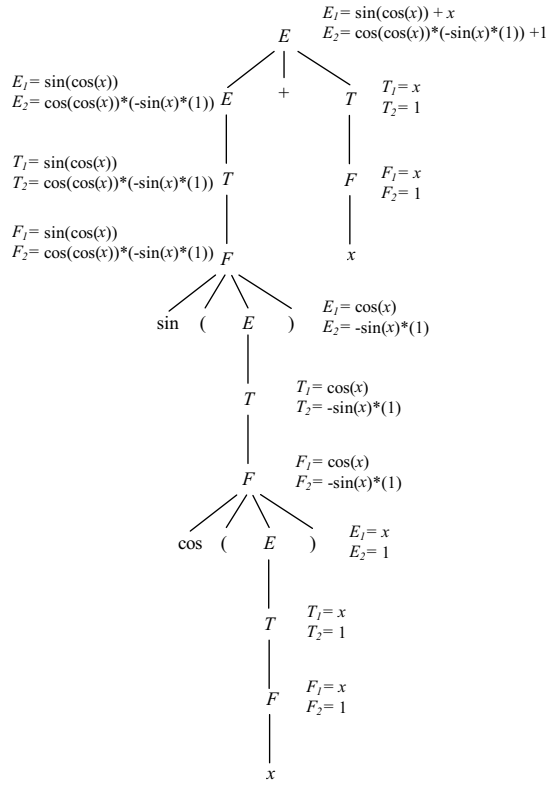 E₁= sin(cos(x)) + x
E₂= cos(cos(x))*(-sin(x)*(1)) +1
E
E₁= sin(cos(x))
E₂= cos(cos(x))*(-sin(x)*(1)) E
+
T
T₁= x
T₂= 1
T₁= sin(cos(x))
T₂= cos(cos(x))*(-sin(x)*(1)) T
F
F₁= x
F₂= 1
F₁= sin(cos(x))
F₂= cos(cos(x))*(-sin(x)*(1)) F
x
sin ( E )
E₁= cos(x)
E₂= -sin(x)*(1)
T
T₁= cos(x)
T₂= -sin(x)*(1)
F
F₁= cos(x)
F₂= -sin(x)*(1)
cos ( E )
E₁= x
E₂= 1
T
T₁= x
T₂= 1
F
F₁= x
F₂= 1
x